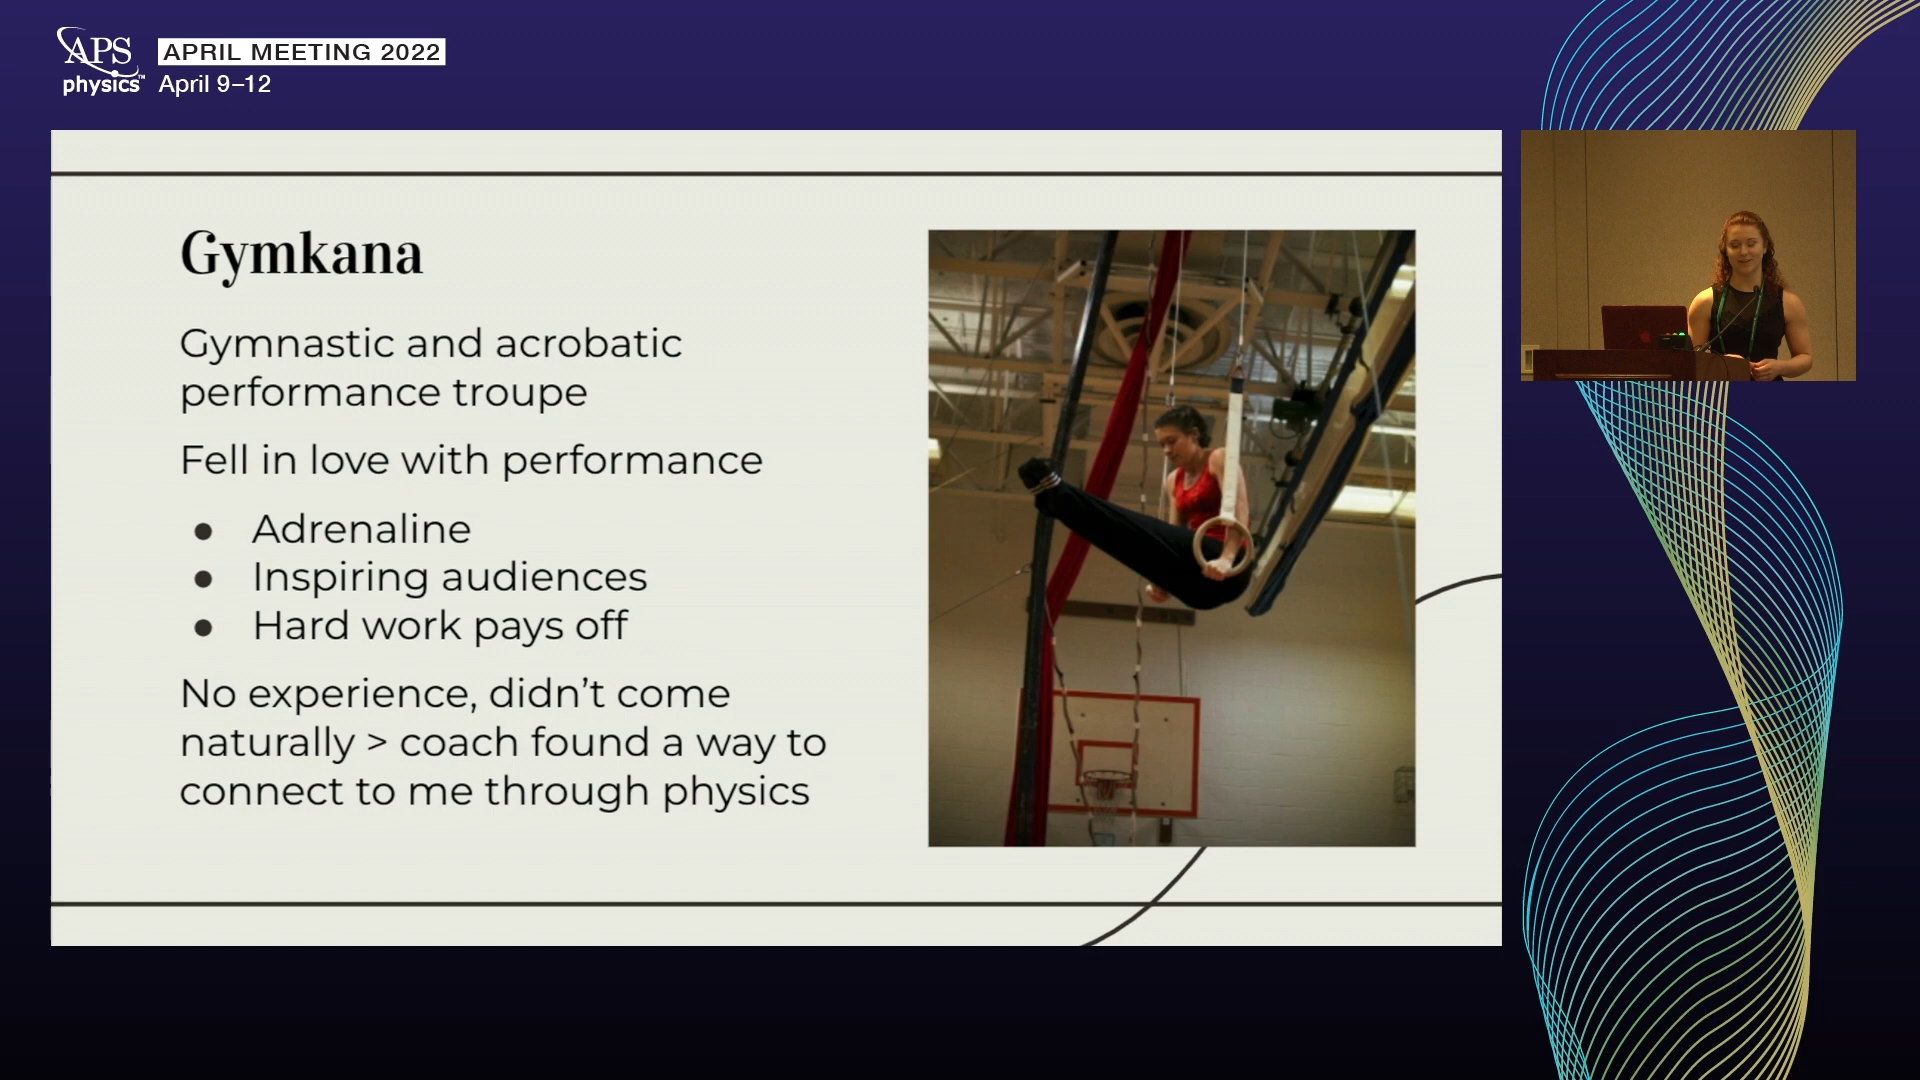 APS
physics™
APRIL MEETING 2022
April 9–12
Gymkana
Gymnastic and acrobatic
performance troupe
Fell in love with performance
● Adrenaline
● Inspiring audiences
● Hard work pays off
No experience, didn’t come
naturally > coach found a way to
connect to me through physics